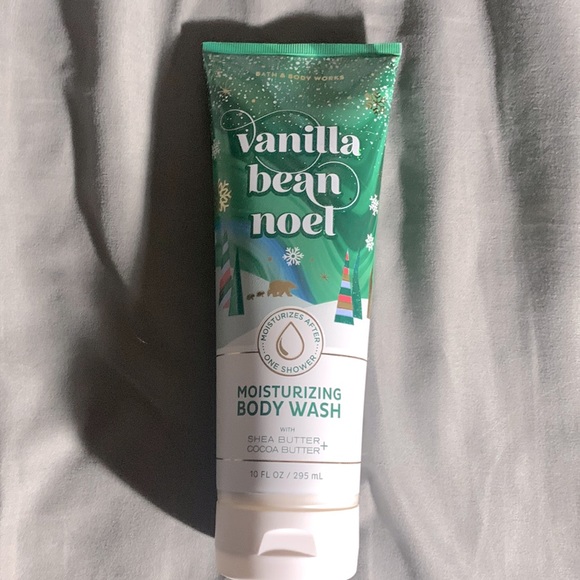 BATH & BODY WORKS
vanilla
bean
noel
MOISTURIZES AFTER
ONE SHOWER
MOISTURIZING
BODY WASH
WITH
SHEA BUTTER +
COCOA BUTTER
10 FL OZ / 295 mL